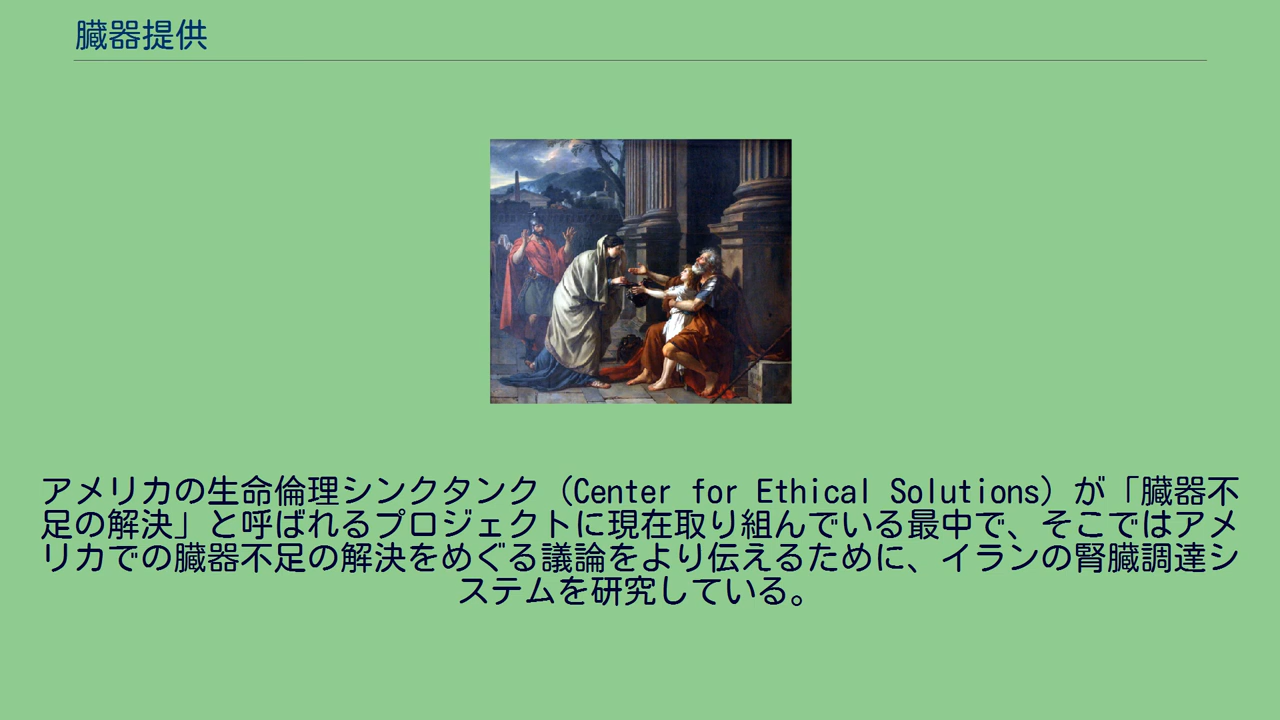 臓器提供
アメリカの生命倫理シンクタンク（Center for Ethical Solutions）が「臓器不
足の解決」と呼ばれるプロジェクトに現在取り組んでいる最中で、そこではアメ
リカでの臓器不足の解決をめぐる議論をより伝えるために、イランの腎臓調達シ
ステムを研究している。